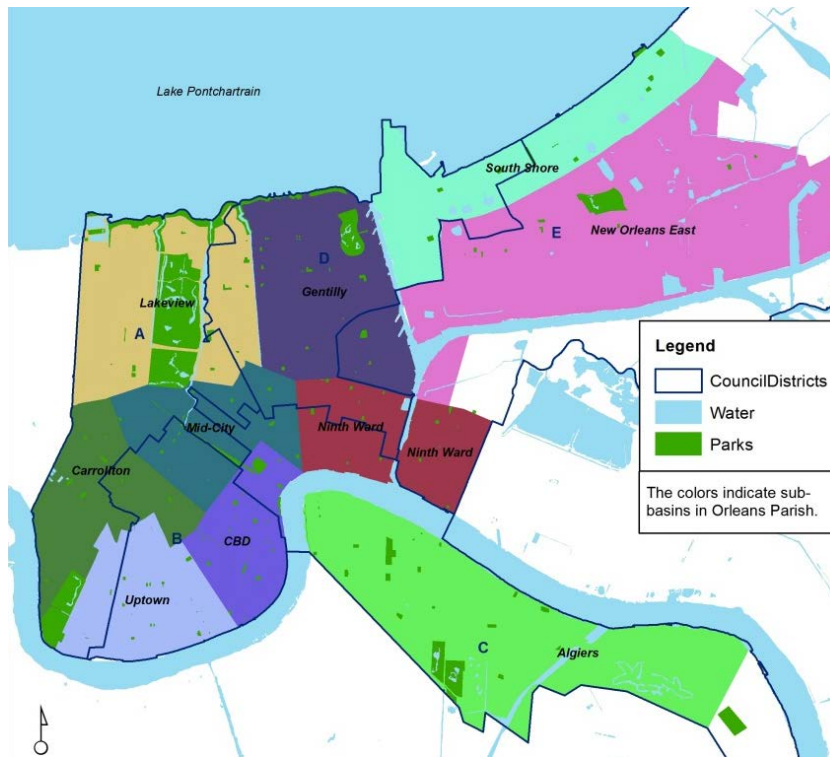 Lake Pontchartrain
South Shore
New Orleans East
E
D
Gentilly
Lakeview
A
Legend
CouncilDistricts
Water
Parks
The colors indicate sub-
basins in Orleans Parish.
Mid-City
Ninth Ward
Ninth Ward
Carrollton
B
CBD
Uptown
C
Algiers